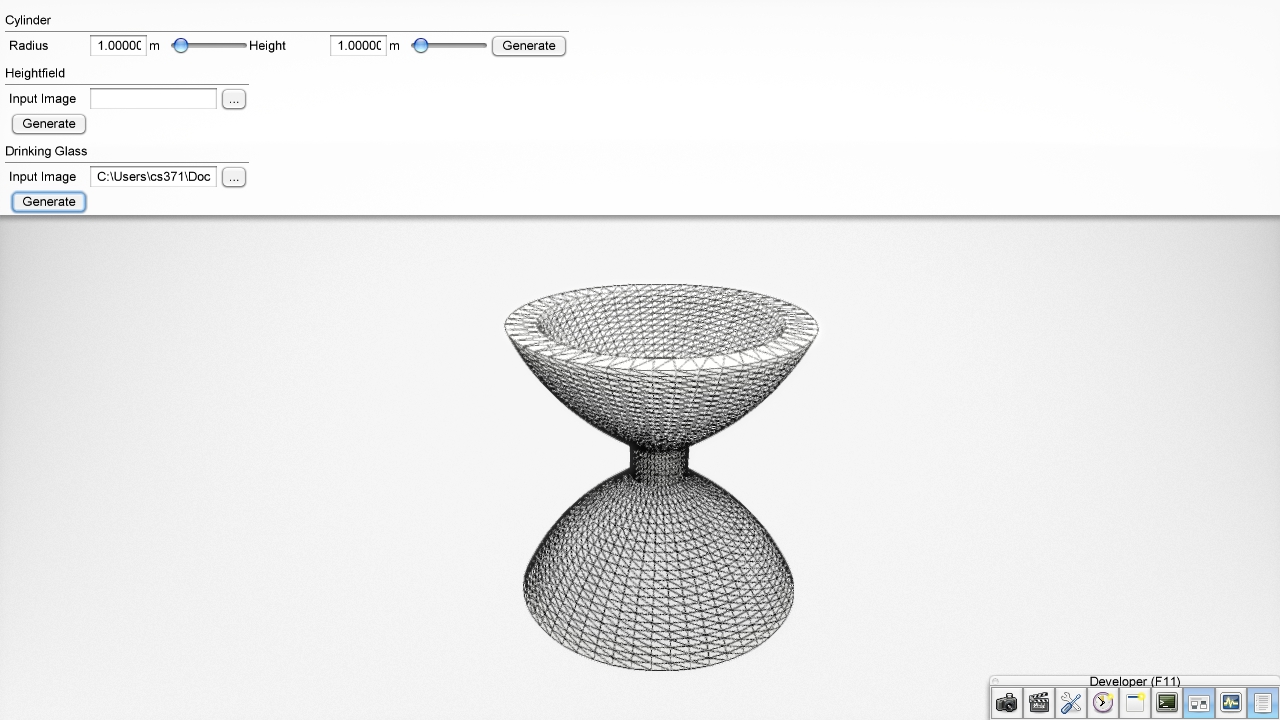 Cylinder
Radius 1.00000 m Height 1.00000 m Generate
Heightfield
Input Image ...
Generate
Drinking Glass
Input Image C:\Users\cs371\Doc ...
Generate
Developer (F11)